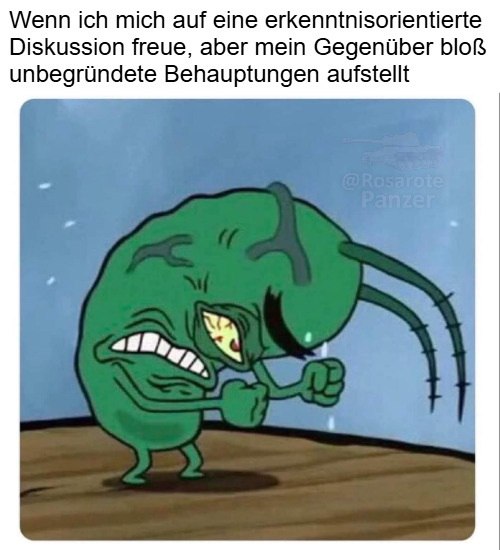 Wenn ich mich auf eine erkenntnisorientierte
Diskussion freue, aber mein Gegenüber bloß
unbegründete Behauptungen aufstellt
@Rosarote
Panzer